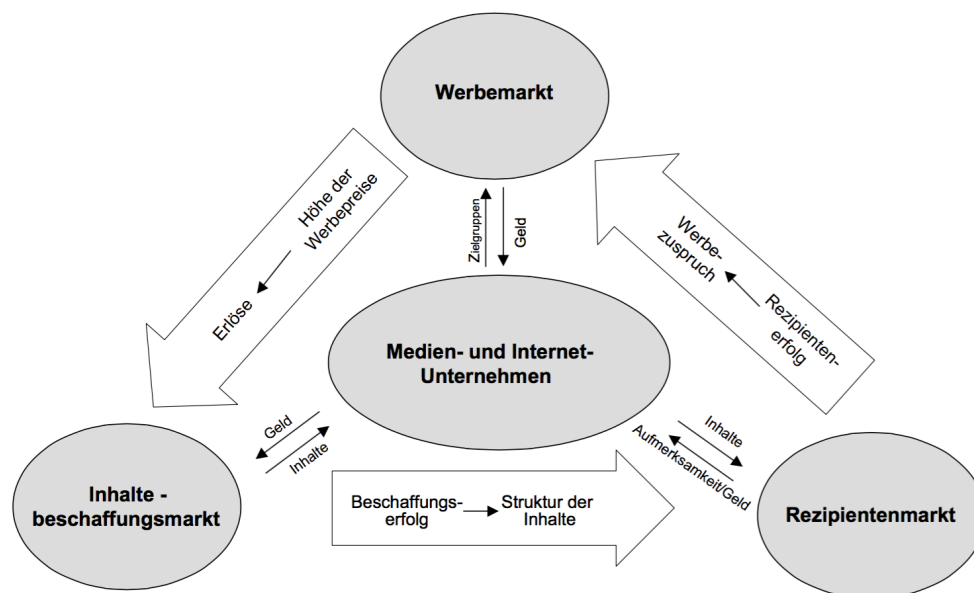 Werbemarkt
Höhe der
Werbepreise
Erlöse
Zielgruppen
Geld
Werbe-
zuspruch
Rezipienten-
erfolg
Medien- und Internet-
Unternehmen
Geld
Inhalte
Inhalte
Aufmerksamkeit/Geld
Inhalte -
beschaffungsmarkt
Beschaffungs-
erfolg
Struktur der
Inhalte
Rezipientenmarkt